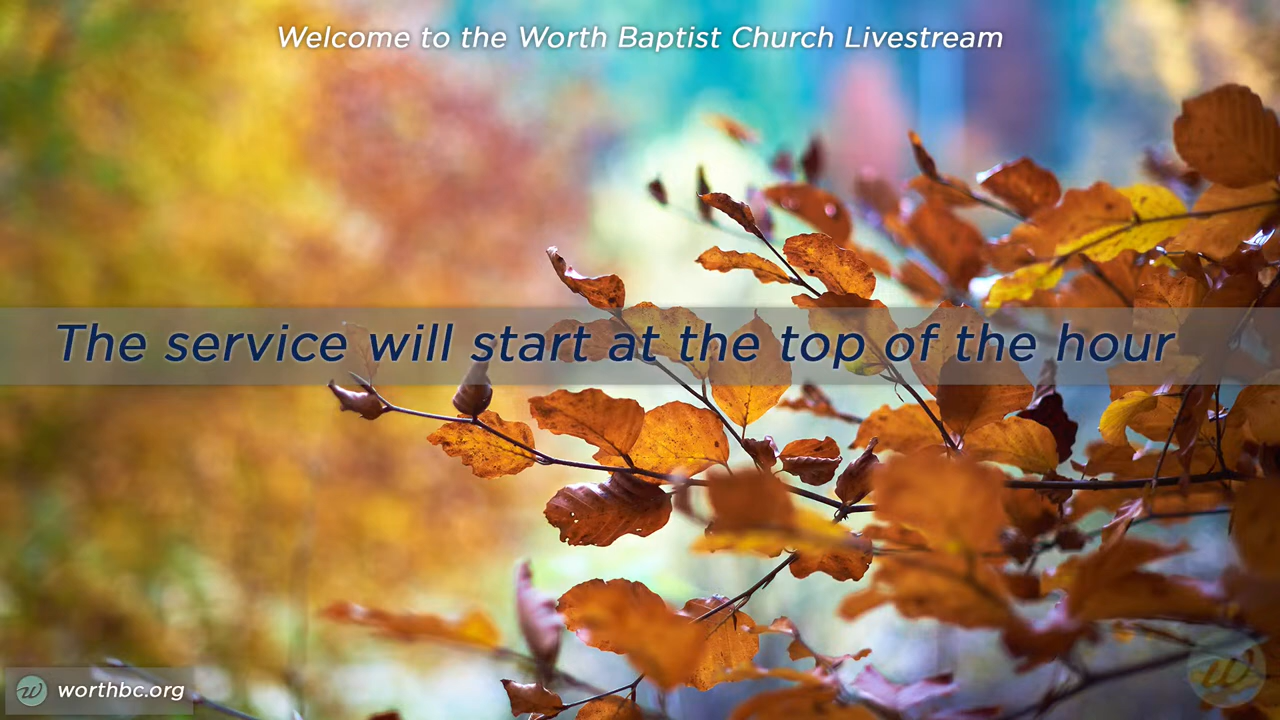 Welcome to the Worth Baptist Church Livestream
The service will start at the top of the hour
worthbc.org